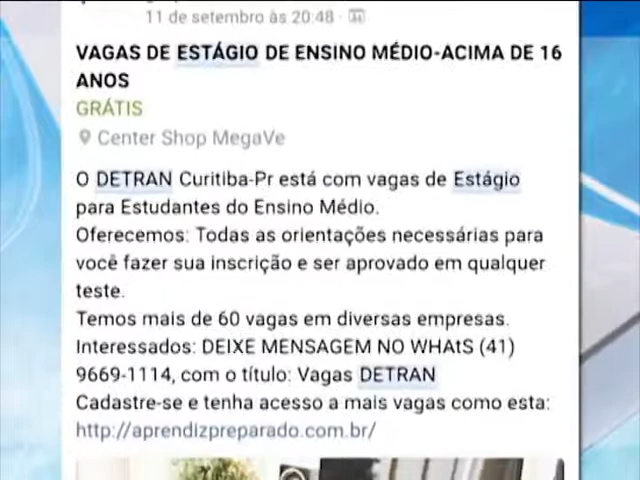 11 de setembro às 20:48 ·
VAGAS DE ESTÁGIO DE ENSINO MÉDIO-ACIMA DE 16
ANOS
GRÁTIS
Center Shop MegaVe
O DETRAN Curitiba-Pr está com vagas de Estágio
para Estudantes do Ensino Médio.
Oferecemos: Todas as orientações necessárias para
você fazer sua inscrição e ser aprovado em qualquer
teste.
Temos mais de 60 vagas em diversas empresas.
Interessados: DEIXE MENSAGEM NO WHAtS (41)
9669-1114, com o título: Vagas DETRAN
Cadastre-se e tenha acesso a mais vagas como esta:
http://aprendizpreparado.com.br/